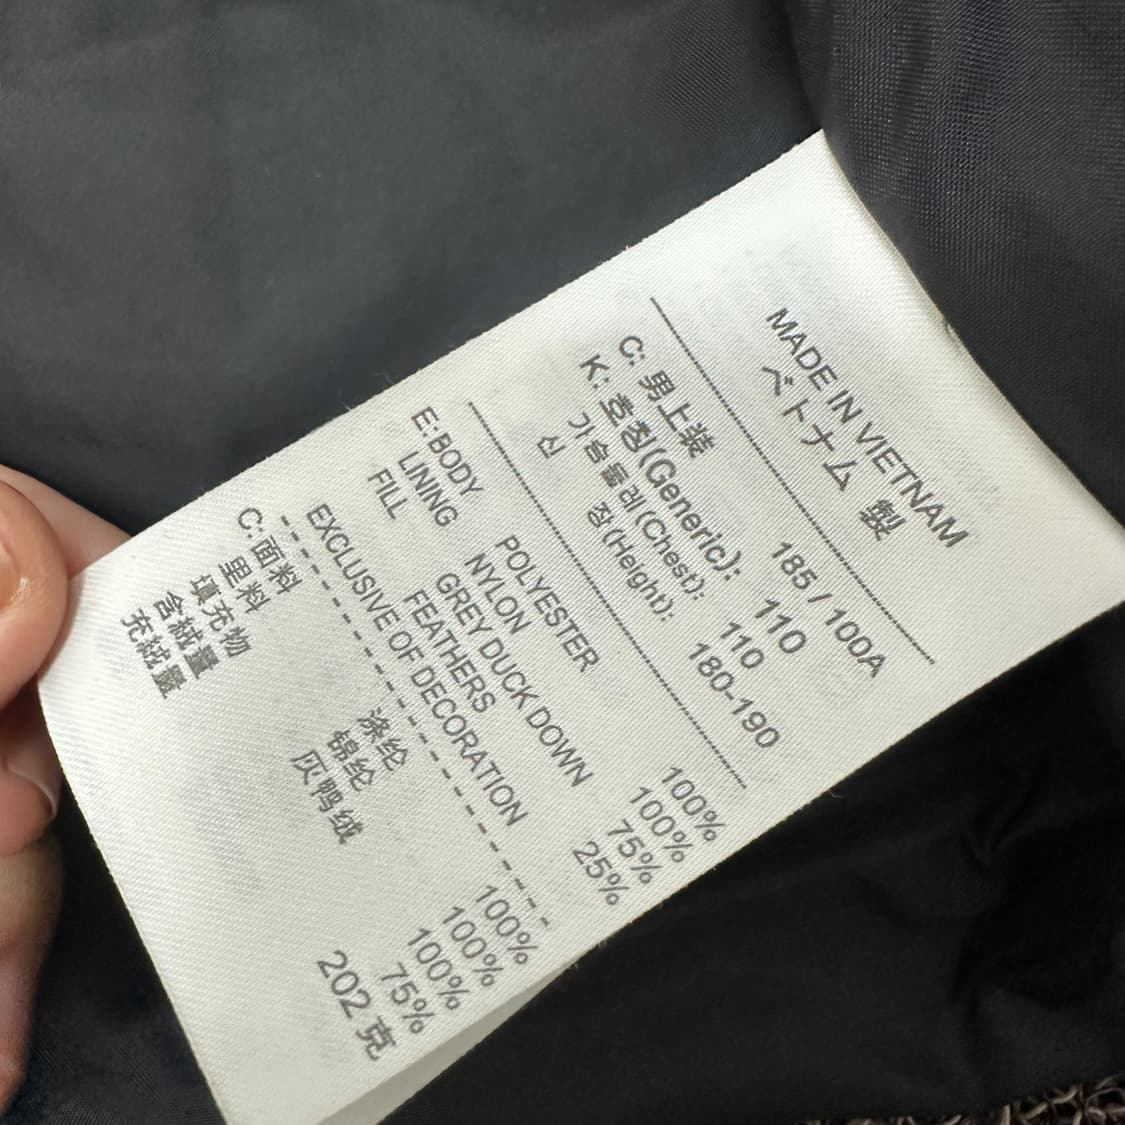 MADE IN VIETNAM
ベトナム 製
C: 男上裝 185 / 100A
K: 호칭(Generic): 110
가슴둘레(Chest): 110
신 장(Height): 180-190
E: BODY POLYESTER 100%
LINING NYLON 100%
FILL GREY DUCK DOWN 75%
FEATHERS 25%
EXCLUSIVE OF DECORATION
C: 面料 涤纶 100%
里料 锦纶 100%
填充物 灰鸭绒 100%
含絨量 75%
充絨量 202 克